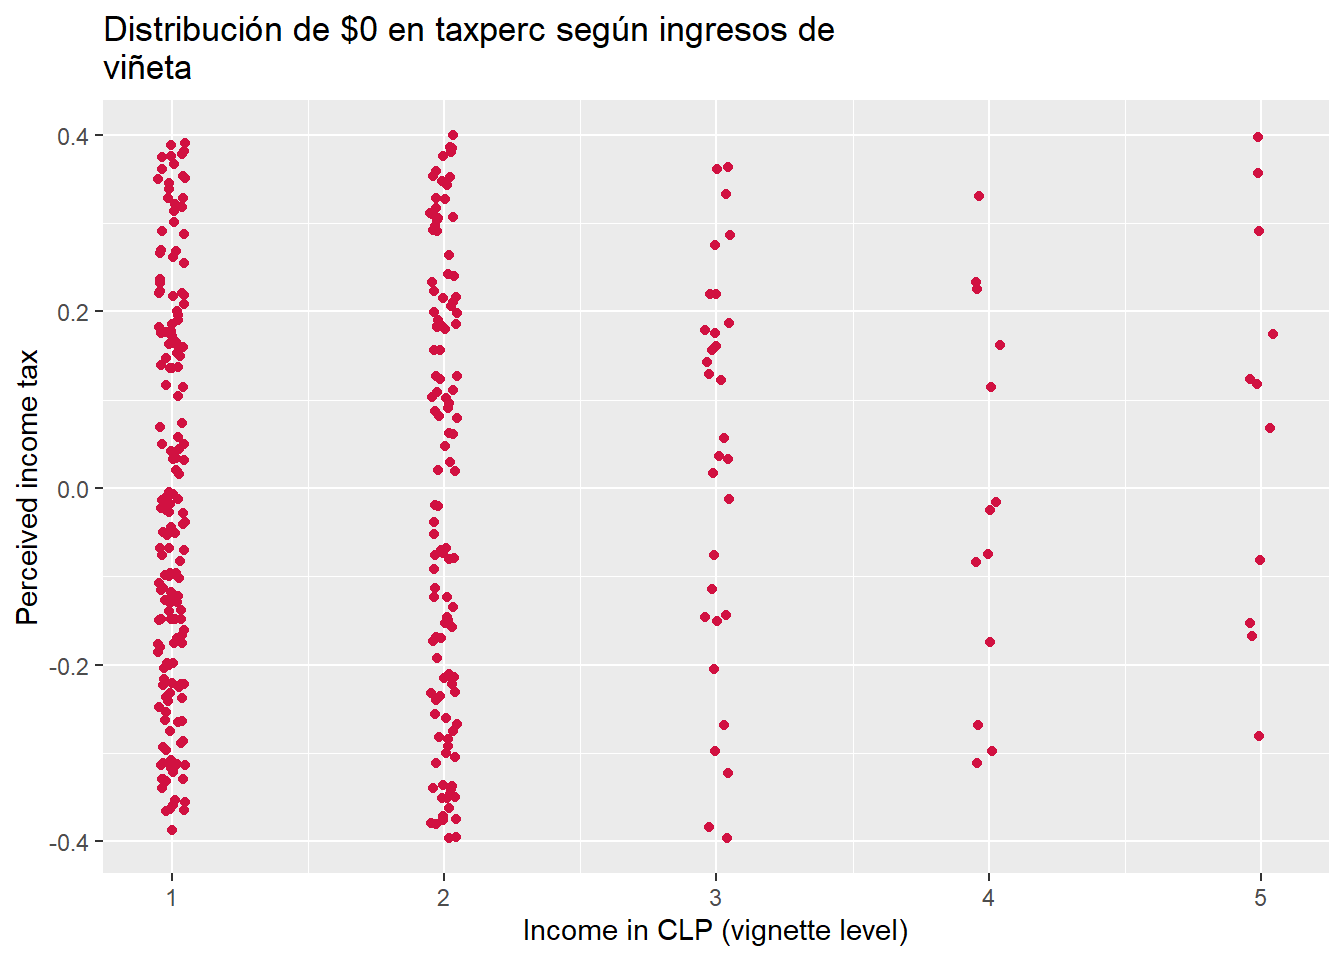 Distribución de $0 en taxperc según ingresos de
viñeta
0.4
0.2
0.0
-0.2
-0.4
Perceived income tax
1 2 3 4 5
Income in CLP (vignette level)